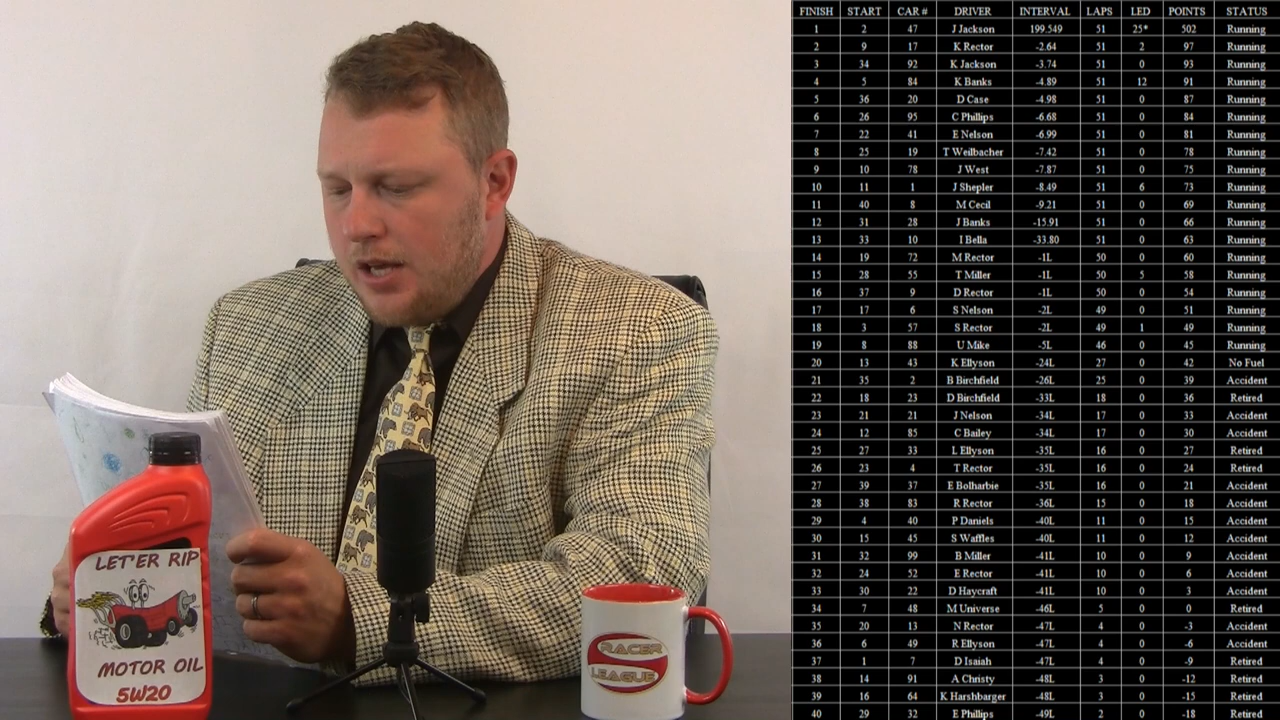 FINISH START CAR # DRIVER INTERVAL LAPS LED POINTS STATUS
1 2 47 J Jackson 199.549 51 25* 502 Running
2 9 17 K Rector -2.64 51 2 97 Running
3 34 92 K Jackson -3.74 51 0 93 Running
4 5 84 K Banks -4.89 51 12 91 Running
5 36 20 D Case -4.98 51 0 87 Running
6 26 95 C Phillips -6.68 51 0 84 Running
7 22 41 E Nelson -6.99 51 0 81 Running
8 25 19 T Weilbacher -7.42 51 0 78 Running
9 10 78 J West -7.87 51 0 75 Running
10 11 1 J Shepler -8.49 51 6 73 Running
11 40 8 M Cecil -9.21 51 0 69 Running
12 31 28 J Banks -15.91 51 0 66 Running
13 33 10 I Bella -33.80 51 0 63 Running
14 19 72 M Rector -1L 50 0 60 Running
15 28 55 T Miller -1L 50 5 58 Running
16 37 9 D Rector -1L 50 0 54 Running
17 17 6 S Nelson -2L 49 0 51 Running
18 3 57 S Rector -2L 49 1 49 Running
19 8 88 U Mike -5L 46 0 45 Running
20 13 43 K Ellyson -24L 27 0 42 No Fuel
21 35 2 B Birchfield -26L 25 0 39 Accident
22 18 23 D Birchfield -33L 18 0 36 Retired
23 21 21 J Nelson -34L 17 0 33 Accident
24 12 85 C Bailey -34L 17 0 30 Accident
25 27 33 L Ellyson -35L 16 0 27 Retired
26 23 4 T Rector -35L 16 0 24 Retired
27 39 37 E Bolharbie -35L 16 0 21 Accident
28 38 83 R Rector -36L 15 0 18 Accident
29 4 40 P Daniels -40L 11 0 15 Accident
30 15 45 S Waffles -40L 11 0 12 Accident
31 32 99 B Miller -41L 10 0 9 Accident
32 24 52 E Rector -41L 10 0 6 Accident
33 30 22 D Haycraft -41L 10 0 3 Accident
34 7 48 M Universe -46L 5 0 0 Retired
35 20 13 N Rector -47L 4 0 -3 Accident
36 6 49 R Ellyson -47L 4 0 -6 Accident
37 1 7 D Isaiah -47L 4 0 -9 Retired
38 14 91 A Christy -48L 3 0 -12 Retired
39 16 64 K Harshbarger -48L 3 0 -15 Retired
40 29 32 E Phillips -49L 2 0 -18 Retired
LET'ER RIP
MOTOR OIL
5W20
S
RACER
LEAGUE